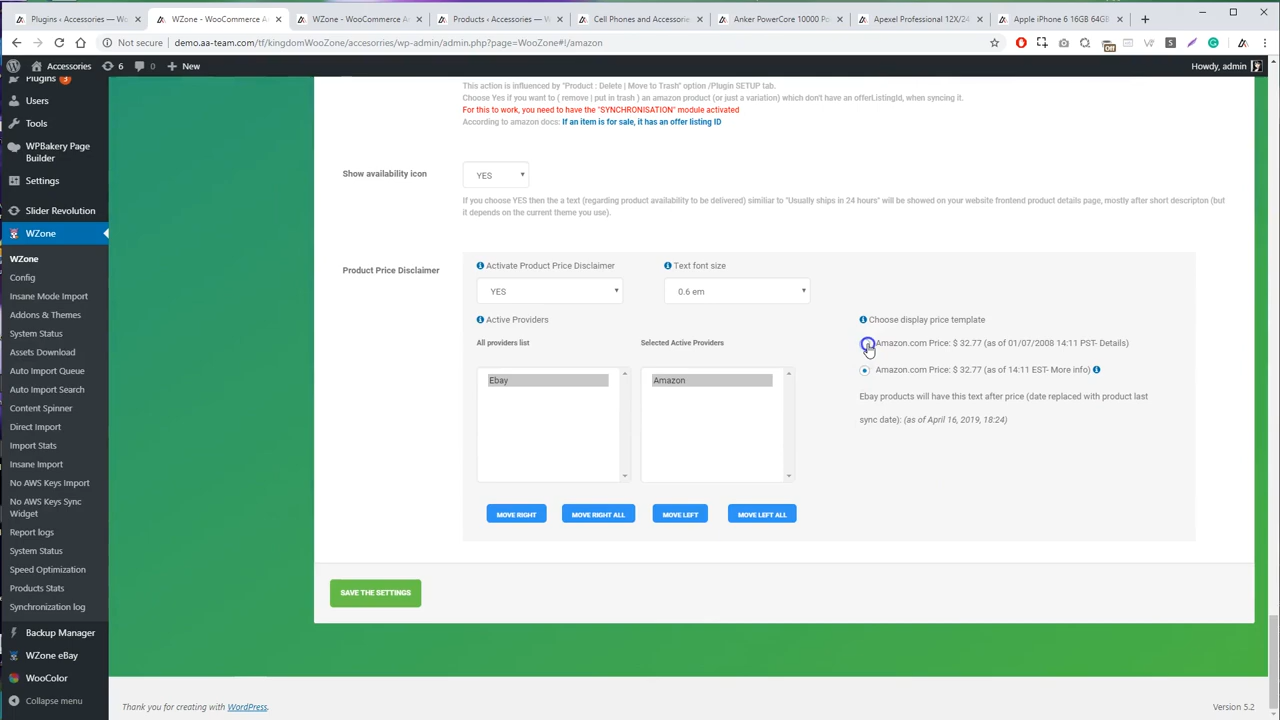 Plugins ‹ Accessories — Wo
WZone - WooCommerce A
WZone - WooCommerce A
Products ‹ Accessories — W
Cell Phones and Accessorie
Anker PowerCore 10000 Po
Apexel Professional 12X/24
Apple iPhone 6 16GB 64GB
Not secure
demo.aa-team.com/tf/kingdomWooZone/accesorries/wp-admin/admin.php?page=WooZone#!/amazon
Off
Accessories
6
0
New
Howdy, admin
Plugins
Users
Tools
WPBakery Page
Builder
Settings
Slider Revolution
WZone
WZone
Config
Insane Mode Import
Addons & Themes
System Status
Assets Download
Auto Import Queue
Auto Import Search
Content Spinner
Direct Import
Import Stats
Insane Import
No AWS Keys Import
No AWS Keys Sync
Widget
Report logs
System Status
Speed Optimization
Products Stats
Synchronization log
Backup Manager
WZone eBay
WooColor
Collapse menu
This action is influenced by "Product : Delete | Move to Trash" option /Plugin SETUP tab.
Choose Yes if you want to ( remove | put in trash ) an amazon product (or just a variation) which don't have an offerListingId, when syncing it.
For this to work, you need to have the "SYNCHRONISATION" module activated
According to amazon docs: If an item is for sale, it has an offer listing ID
Show availability icon
YES
If you choose YES then the a text (regarding product availability to be delivered) similiar to "Usually ships in 24 hours" will be showed on your website frontend product details page, mostly after short descripton (but
it depends on the current theme you use).
Product Price Disclaimer
Activate Product Price Disclaimer
Text font size
YES
0.6 em
Active Providers
Choose display price template
All providers list
Selected Active Providers
Amazon.com Price: $ 32.77 (as of 01/07/2008 14:11 PST- Details)
Ebay
Amazon
Amazon.com Price: $ 32.77 (as of 14:11 EST- More info)
Ebay products will have this text after price (date replaced with product last
sync date): (as of April 16, 2019, 18:24)
MOVE RIGHT
MOVE RIGHT ALL
MOVE LEFT
MOVE LEFT ALL
SAVE THE SETTINGS
Thank you for creating with WordPress.
Version 5.2